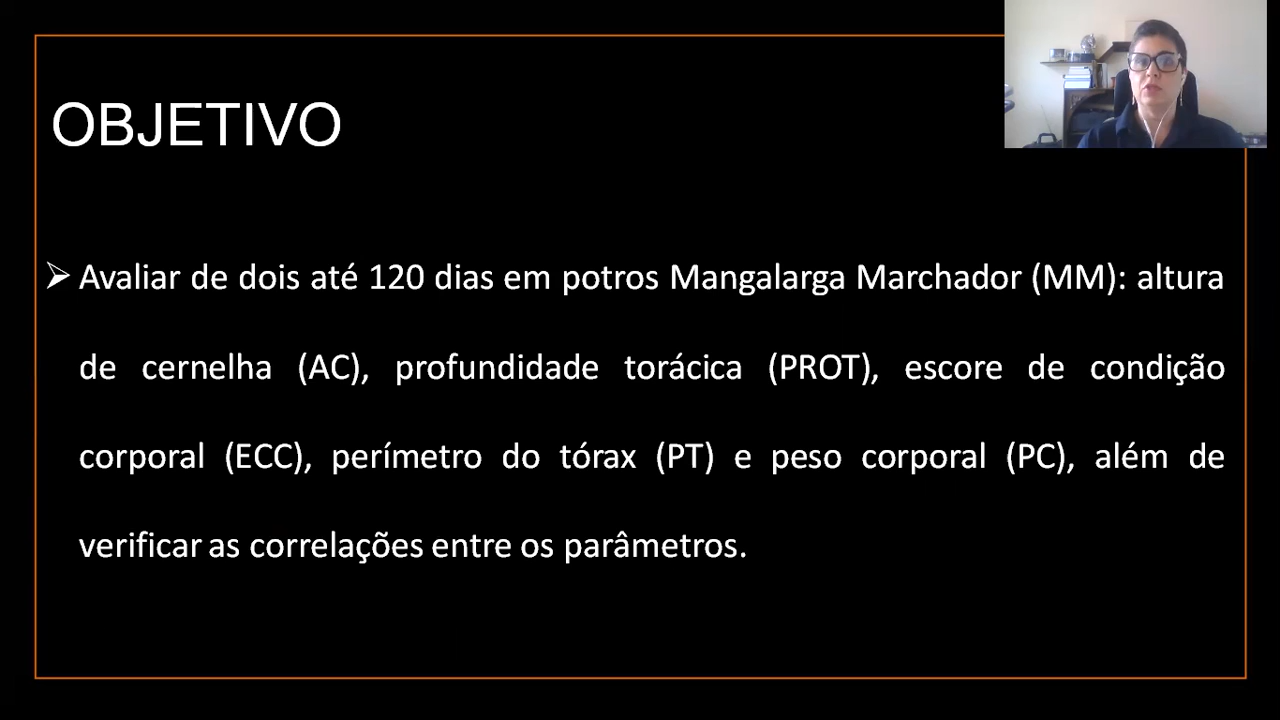 OBJETIVO
➢ Avaliar de dois até 120 dias em potros Mangalarga Marchador (MM): altura
de cernelha (AC), profundidade torácica (PROT), escore de condição
corporal (ECC), perímetro do tórax (PT) e peso corporal (PC), além de
verificar as correlações entre os parâmetros.